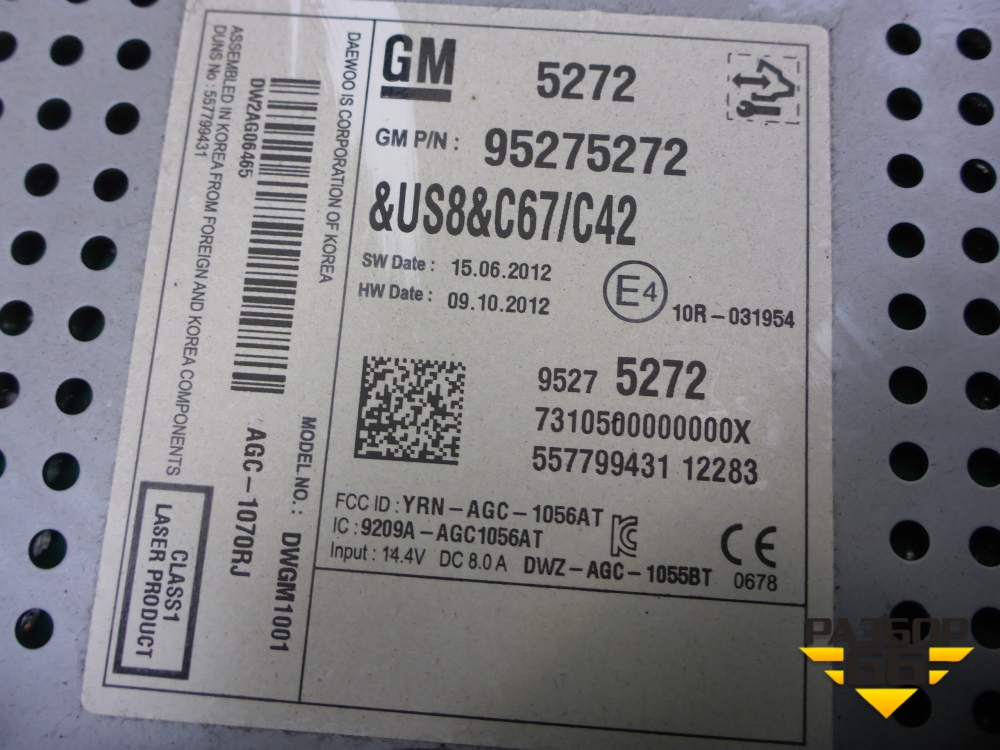 GM
5272
GM P/N : 95275272
&US8&C67/C42
SW Date : 15.06.2012
HW Date : 09.10.2012
E4
10R-031954
9527 5272
7310500000000X
557799431 12283
FCC ID : YRN-AGC-1056AT
IC : 9209A-AGC1056AT
Input : 14.4V DC 8.0 A DWZ-AGC-1055BT
CE
0678
DAEWOO IS CORPORATION OF KOREA
MODEL NO. : DWGM1001
DW2AG06465
AGC-1070RJ
ASSEMBLED IN KOREA FROM FOREIGN AND KOREA COMPONENTS
DUNS No : 557799431
CLASS1
LASER PRODUCT
РАЗБОР
66